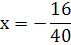 x = −16/40